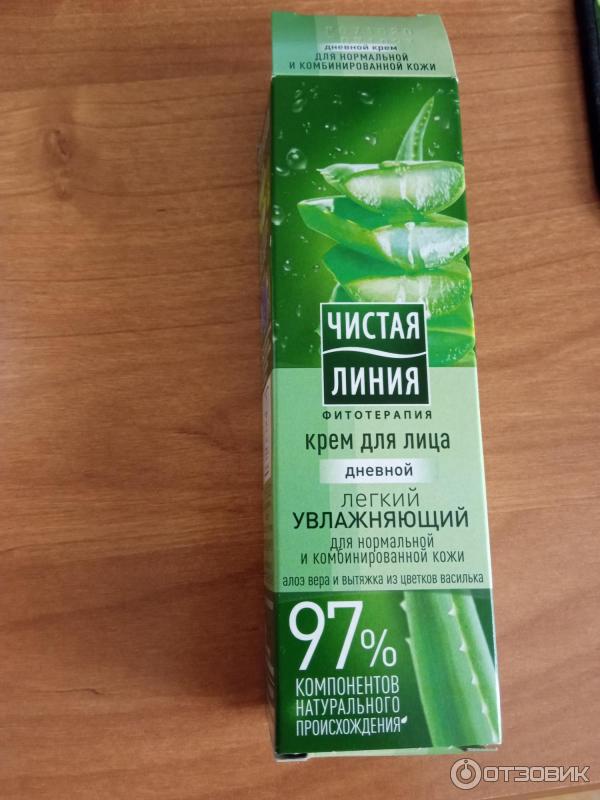 дневной крем
ДЛЯ НОРМАЛЬНОЙ
И КОМБИНИРОВАННОЙ КОЖИ
ЧИСТАЯ
ЛИНИЯ
ФИТОТЕРАПИЯ
крем для лица
дневной
ЛЕГКИЙ
УВЛАЖНЯЮЩИЙ
для нормальной
и комбинированной кожи
алоэ вера и вытяжка из цветков василька
97%
КОМПОНЕНТОВ
НАТУРАЛЬНОГО
ПРОИСХОЖДЕНИЯ
ОТЗОВИК